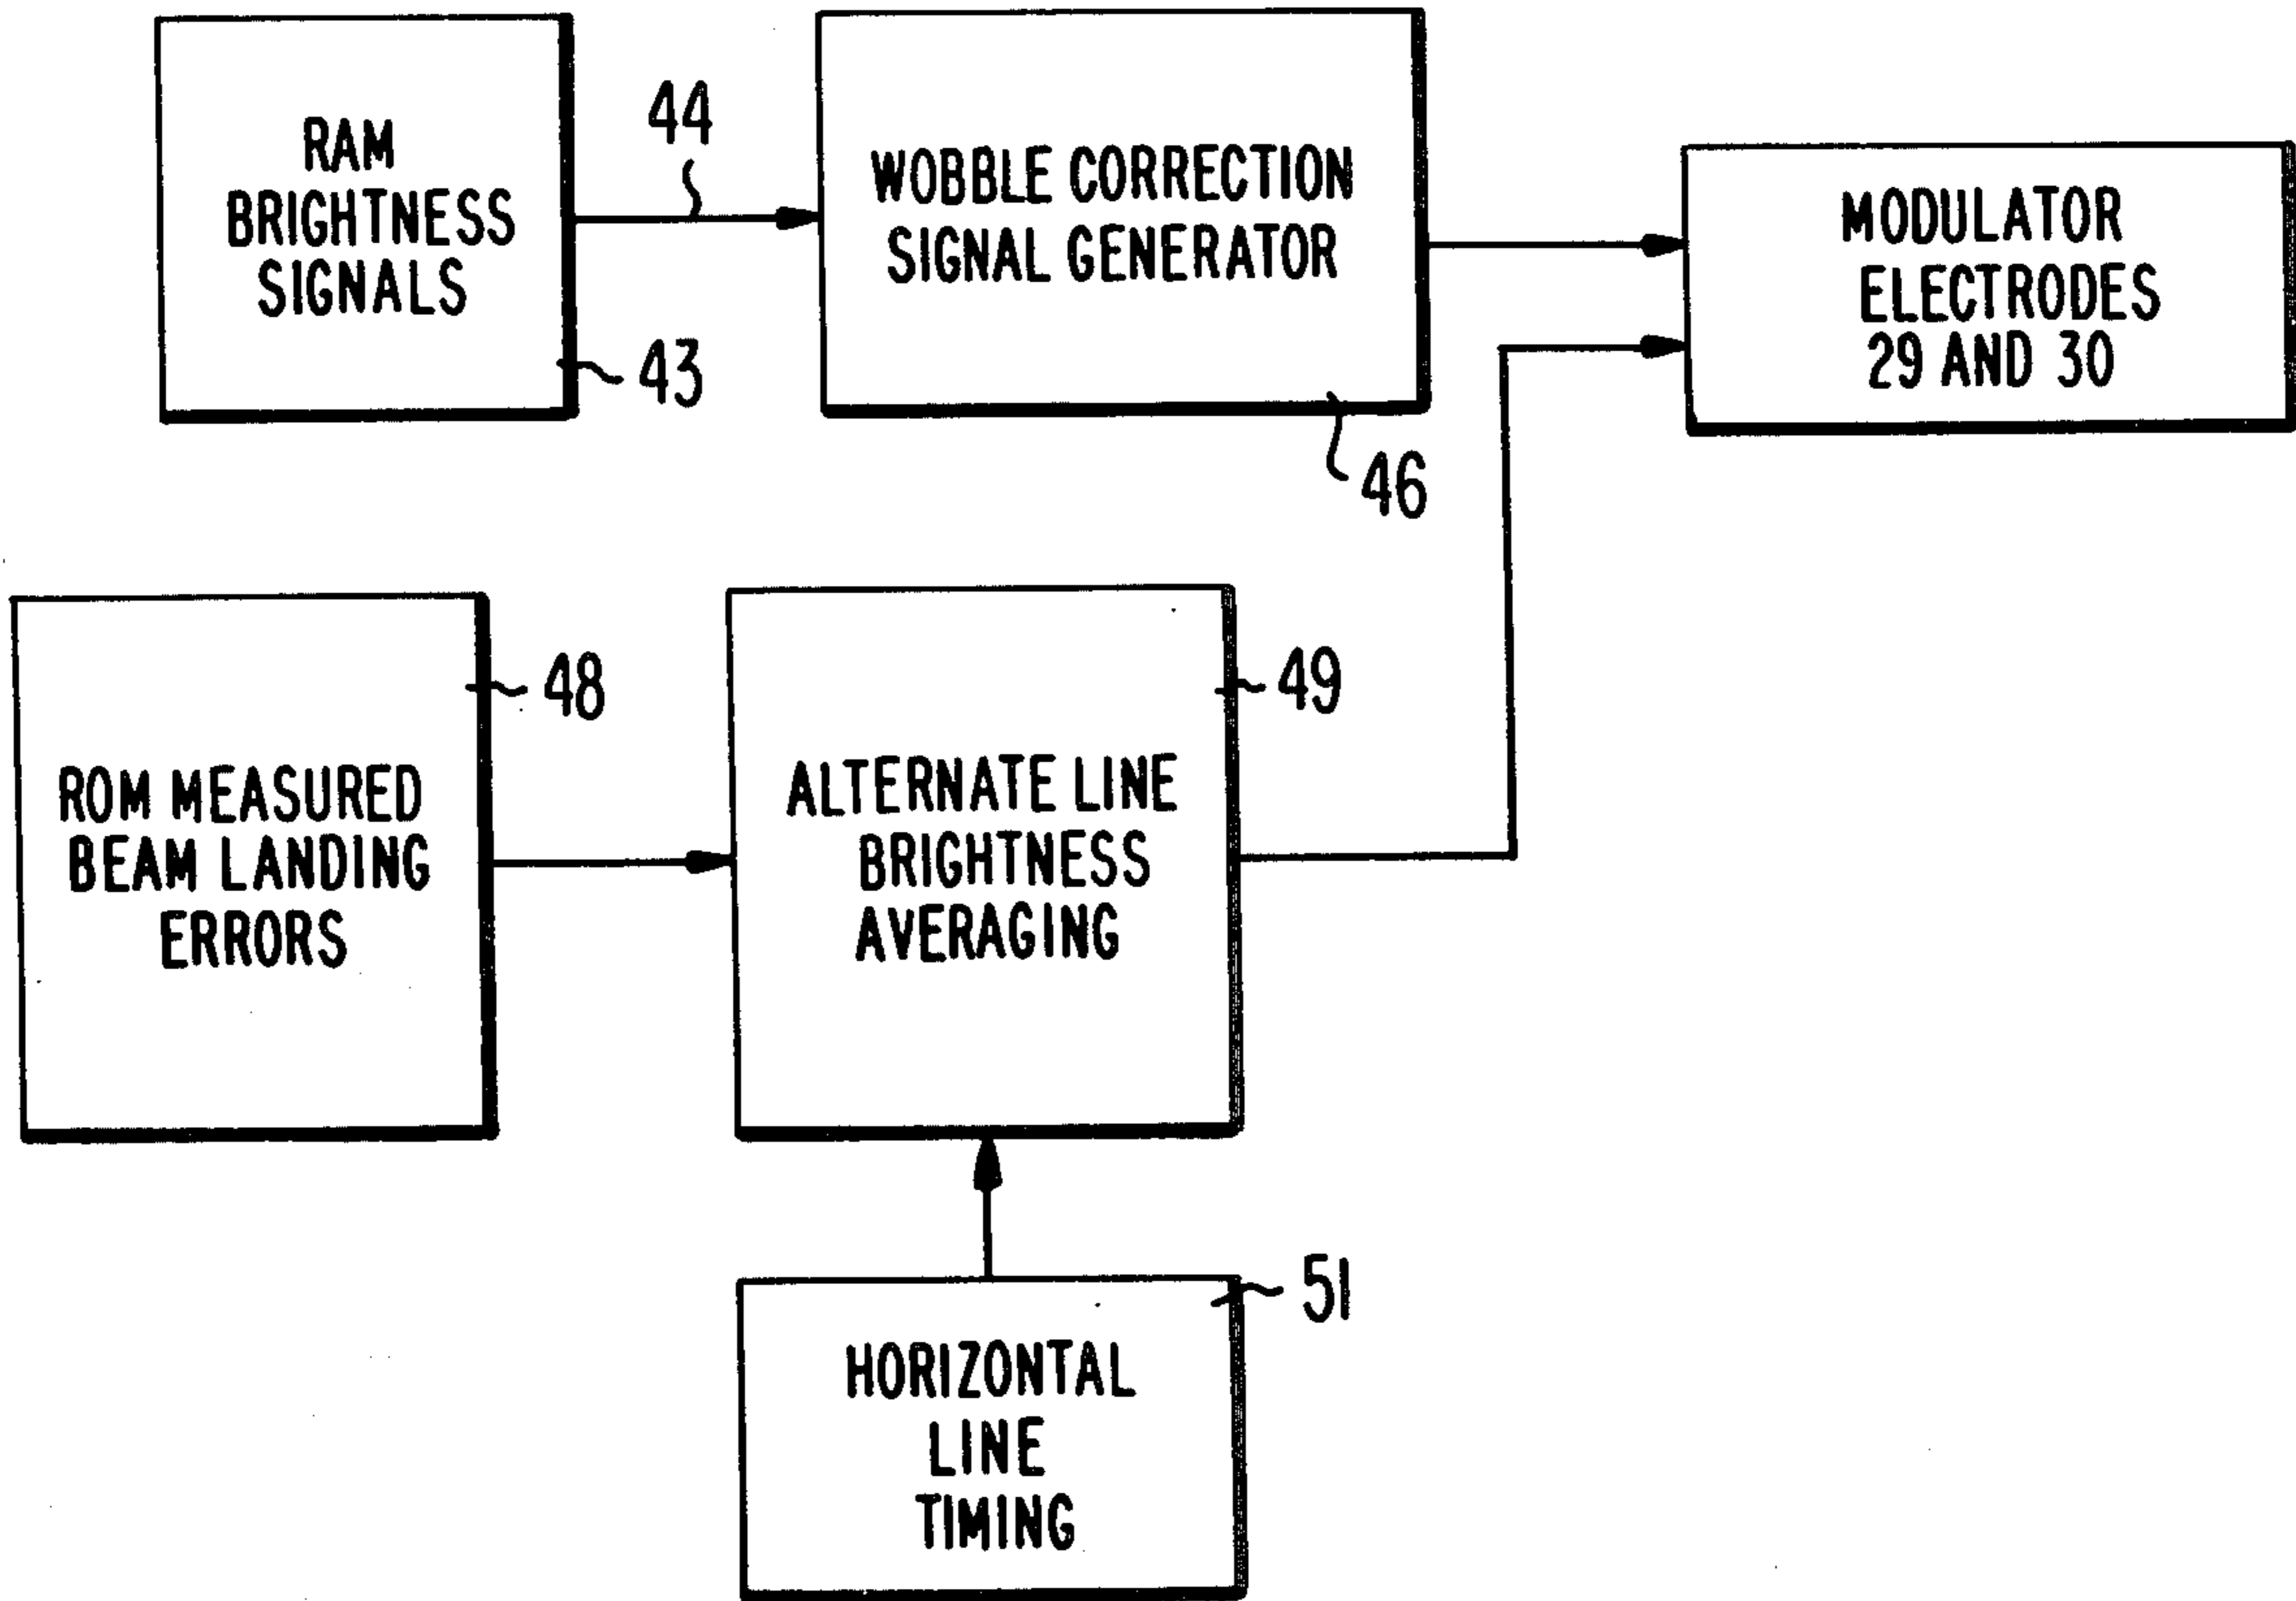 RAM
BRIGHTNESS
SIGNALS
43
44
WOBBLE CORRECTION
SIGNAL GENERATOR
46
MODULATOR
ELECTRODES
29 AND 30
ROM MEASURED
BEAM LANDING
ERRORS
48
ALTERNATE LINE
BRIGHTNESS
AVERAGING
49
HORIZONTAL
LINE
TIMING
51